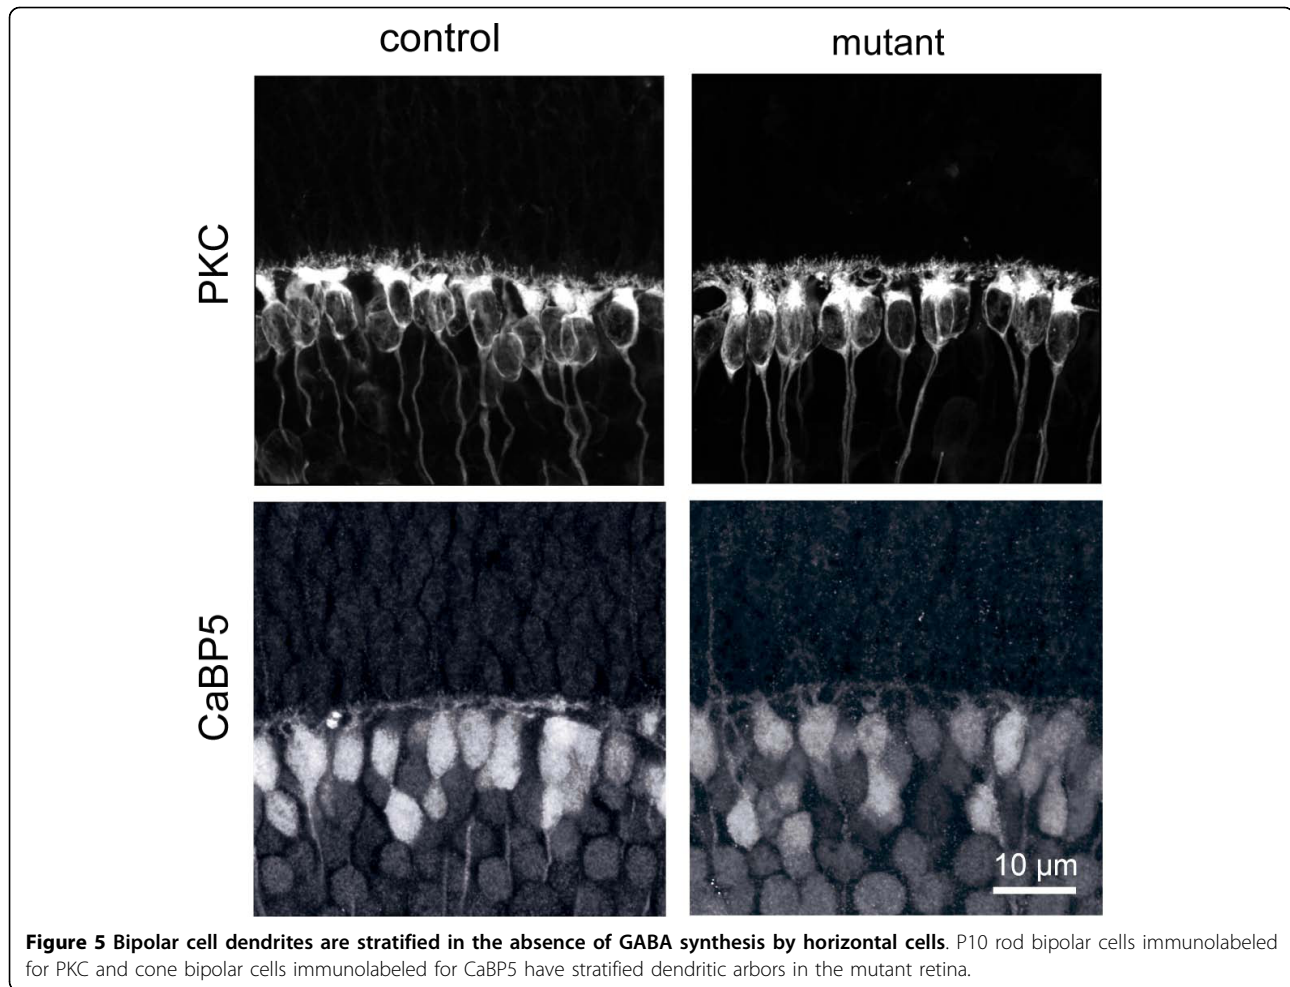 control
mutant
PKC
CaBP5
10 µm
Figure 5 Bipolar cell dendrites are stratified in the absence of GABA synthesis by horizontal cells. P10 rod bipolar cells immunolabeled
for PKC and cone bipolar cells immunolabeled for CaBP5 have stratified dendritic arbors in the mutant retina.